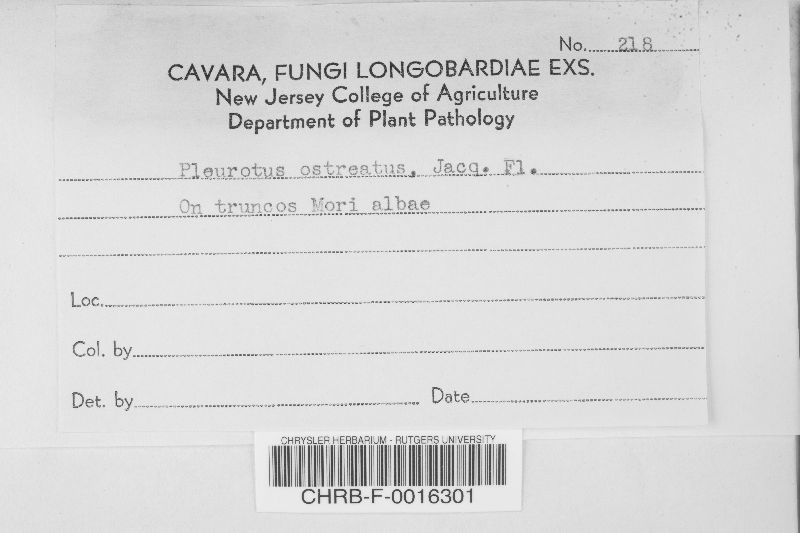 No. 218
CAVARA, FUNGI LONGOBARDIAE EXS.
New Jersey College of Agriculture
Department of Plant Pathology
Pleurotus ostreatus, Jacq. Fl.
On truncos Mori albae
Loc.
Col. by
Det. by Date
CHRYSLER HERBARIUM - RUTGERS UNIVERSITY
CHRB-F-0016301